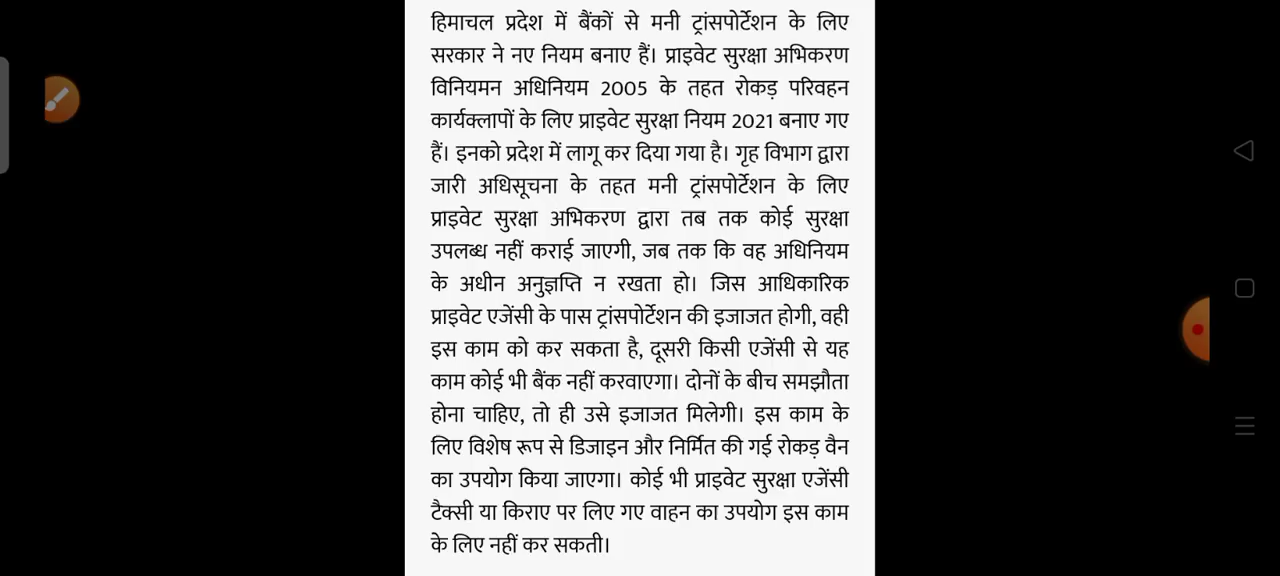 हिमाचल प्रदेश में बैंकों से मनी ट्रांसपोर्टेशन के लिए
सरकार ने नए नियम बनाए हैं। प्राइवेट सुरक्षा अभिकरण
विनियमन अधिनियम 2005 के तहत रोकड़ परिवहन
कार्यक्लापों के लिए प्राइवेट सुरक्षा नियम 2021 बनाए गए
हैं। इनको प्रदेश में लागू कर दिया गया है। गृह विभाग द्वारा
जारी अधिसूचना के तहत मनी ट्रांसपोर्टेशन के लिए
प्राइवेट सुरक्षा अभिकरण द्वारा तब तक कोई सुरक्षा
उपलब्ध नहीं कराई जाएगी, जब तक कि वह अधिनियम
के अधीन अनुज्ञप्ति न रखता हो। जिस आधिकारिक
प्राइवेट एजेंसी के पास ट्रांसपोर्टेशन की इजाजत होगी, वही
इस काम को कर सकता है, दूसरी किसी एजेंसी से यह
काम कोई भी बैंक नहीं करवाएगा। दोनों के बीच समझौता
होना चाहिए, तो ही उसे इजाजत मिलेगी। इस काम के
लिए विशेष रूप से डिजाइन और निर्मित की गई रोकड़ वैन
का उपयोग किया जाएगा। कोई भी प्राइवेट सुरक्षा एजेंसी
टैक्सी या किराए पर लिए गए वाहन का उपयोग इस काम
के लिए नहीं कर सकती।